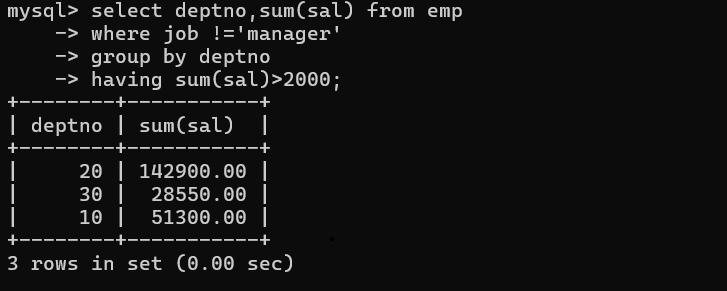 mysql> select deptno,sum(sal) from emp
    -> where job !='manager'
    -> group by deptno
    -> having sum(sal)>2000;
+--------+-----------+
| deptno | sum(sal)  |
+--------+-----------+
|     20 | 142900.00 |
|     30 |  28550.00 |
|     10 |  51300.00 |
+--------+-----------+
3 rows in set (0.00 sec)